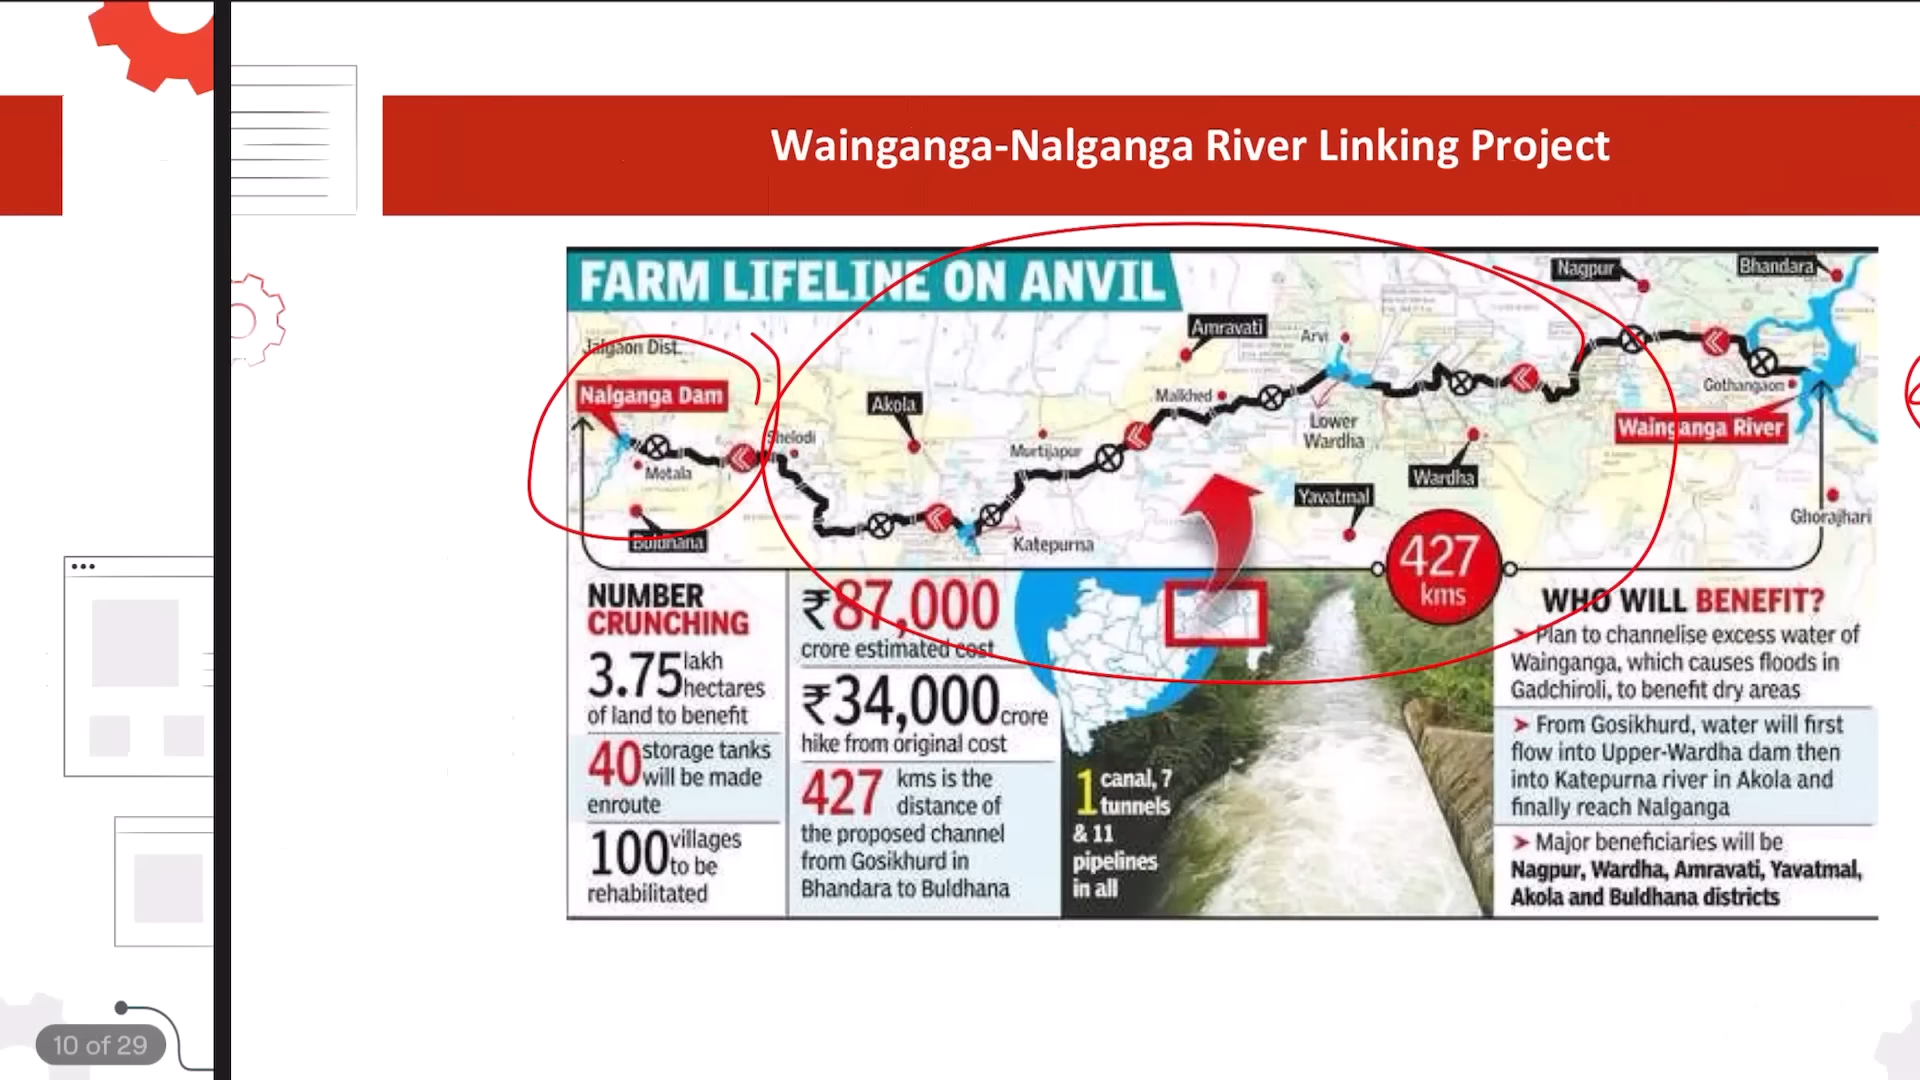 Wainganga-Nalganga River Linking Project
FARM LIFELINE ON ANVIL
Nagpur
Bhandara
Amravati
Arvi
Jalgaon Dist.
Nalganga Dam
Akola
Malkhed
Gothangaon
Shelodi
Lower
Wardha
Wainganga River
Murtijapur
Motala
Wardha
Yavatmal
Ghorajhari
Buldhana
Katepurna
427
kms
NUMBER
CRUNCHING
3.75 lakh
hectares
of land to benefit
40 storage tanks
will be made
enroute
100 villages
to be
rehabilitated
₹87,000
crore estimated cost
₹34,000 crore
hike from original cost
427 kms is the
distance of
the proposed channel
from Gosikhurd in
Bhandara to Buldhana
1 canal, 7
tunnels
& 11
pipelines
in all
WHO WILL BENEFIT?
➤ Plan to channelise excess water of
Wainganga, which causes floods in
Gadchiroli, to benefit dry areas
➤ From Gosikhurd, water will first
flow into Upper-Wardha dam then
into Katepurna river in Akola and
finally reach Nalganga
➤ Major beneficiaries will be
Nagpur, Wardha, Amravati, Yavatmal,
Akola and Buldhana districts
10 of 29